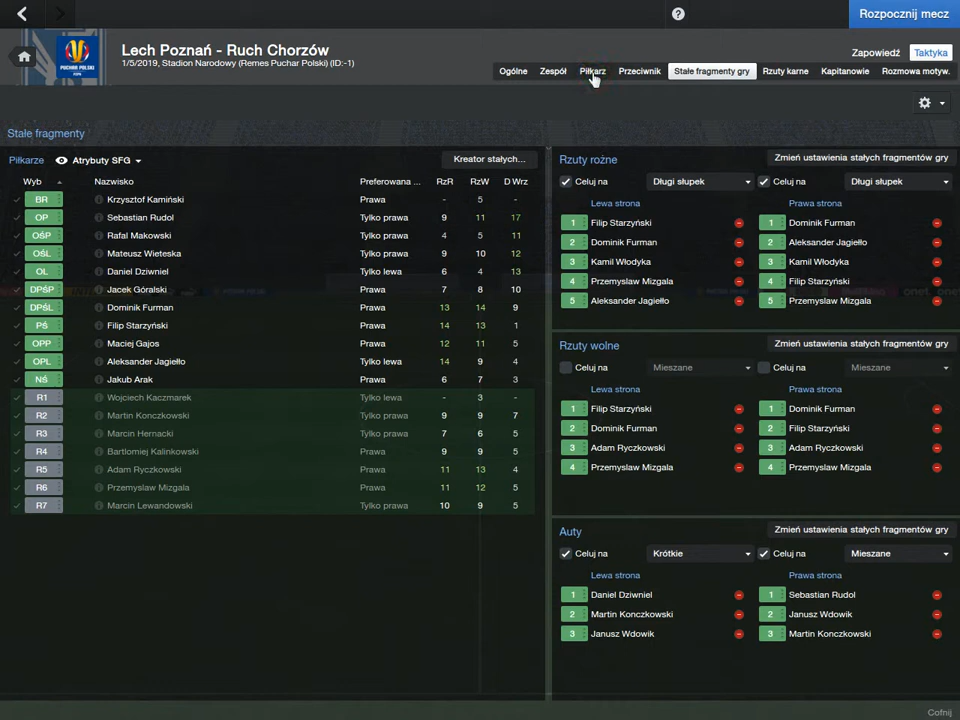 Rozpocznij mecz
Lech Poznań - Ruch Chorzów
1/5/2019, Stadion Narodowy (Remes Puchar Polski) (ID:-1)
Zapowiedź Taktyka
Ogólne Zespół Piłkarz Przeciwnik Stałe fragmenty gry Rzuty karne Kapitanowie Rozmowa motyw.
Stałe fragmenty
Piłkarze Atrybuty SFG Kreator stałych...
Wyb Nazwisko Preferowana ... RzR RzW D Wrz
BR Krzysztof Kamiński Prawa - 5 -
OP Sebastian Rudol Tylko prawa 9 11 17
OŚP Rafał Makowski Tylko prawa 4 5 11
OŚL Mateusz Wieteska Tylko prawa 9 10 12
OL Daniel Dziwniel Tylko lewa 6 4 13
DPŚP Jacek Góralski Prawa 7 8 10
DPŚL Dominik Furman Prawa 13 14 9
PŚ Filip Starzyński Prawa 14 13 1
OPP Maciej Gajos Prawa 12 11 5
OPL Aleksander Jagiełło Tylko lewa 14 9 4
NŚ Jakub Arak Prawa 6 7 3
R1 Wojciech Kaczmarek Tylko lewa - 3 -
R2 Martin Konczkowski Tylko prawa 9 9 7
R3 Marcin Hernacki Tylko prawa 7 6 5
R4 Bartlomiej Kalinkowski Prawa 9 9 5
R5 Adam Ryczkowski Prawa 11 13 4
R6 Przemyslaw Mizgala Prawa 11 12 5
R7 Marcin Lewandowski Tylko prawa 10 9 5
Rzuty rożne Zmień ustawienia stałych fragmentów gry
Celuj na Długi słupek Celuj na Długi słupek
Lewa strona Prawa strona
1 Filip Starzyński 1 Dominik Furman
2 Dominik Furman 2 Aleksander Jagiełło
3 Kamil Włodyka 3 Kamil Włodyka
4 Przemyslaw Mizgala 4 Filip Starzyński
5 Aleksander Jagiełło 5 Przemyslaw Mizgala
Rzuty wolne Zmień ustawienia stałych fragmentów gry
Celuj na Mieszane Celuj na Mieszane
Lewa strona Prawa strona
1 Filip Starzyński 1 Dominik Furman
2 Dominik Furman 2 Filip Starzyński
3 Adam Ryczkowski 3 Adam Ryczkowski
4 Przemyslaw Mizgala 4 Przemyslaw Mizgala
Auty Zmień ustawienia stałych fragmentów gry
Celuj na Krótkie Celuj na Mieszane
Lewa strona Prawa strona
1 Daniel Dziwniel 1 Sebastian Rudol
2 Martin Konczkowski 2 Janusz Wdowik
3 Janusz Wdowik 3 Martin Konczkowski
Cofnij